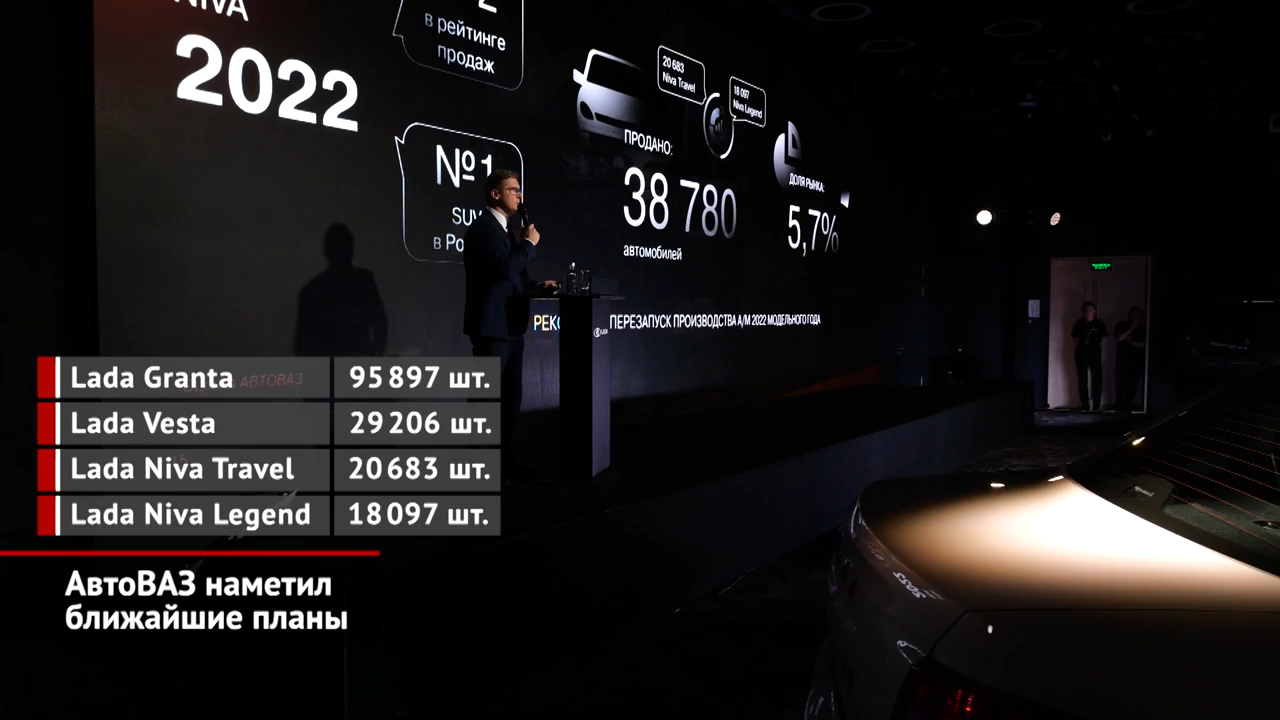 NIVA
2022
в рейтинге
продаж
№1
SUV
20 683
Niva Travel
18 097
Niva Legend
ПРОДАНО:
38 780
автомобилей
ДОЛЯ РЫНКА:
5,7%
ПЕРЕЗАПУСК ПРОИЗВОДСТВА А/М 2022 МОДЕЛЬНОГО ГОДА
Lada Granta 95 897 шт.
Lada Vesta 29 206 шт.
Lada Niva Travel 20 683 шт.
Lada Niva Legend 18 097 шт.
АвтоВАЗ наметил
ближайшие планы